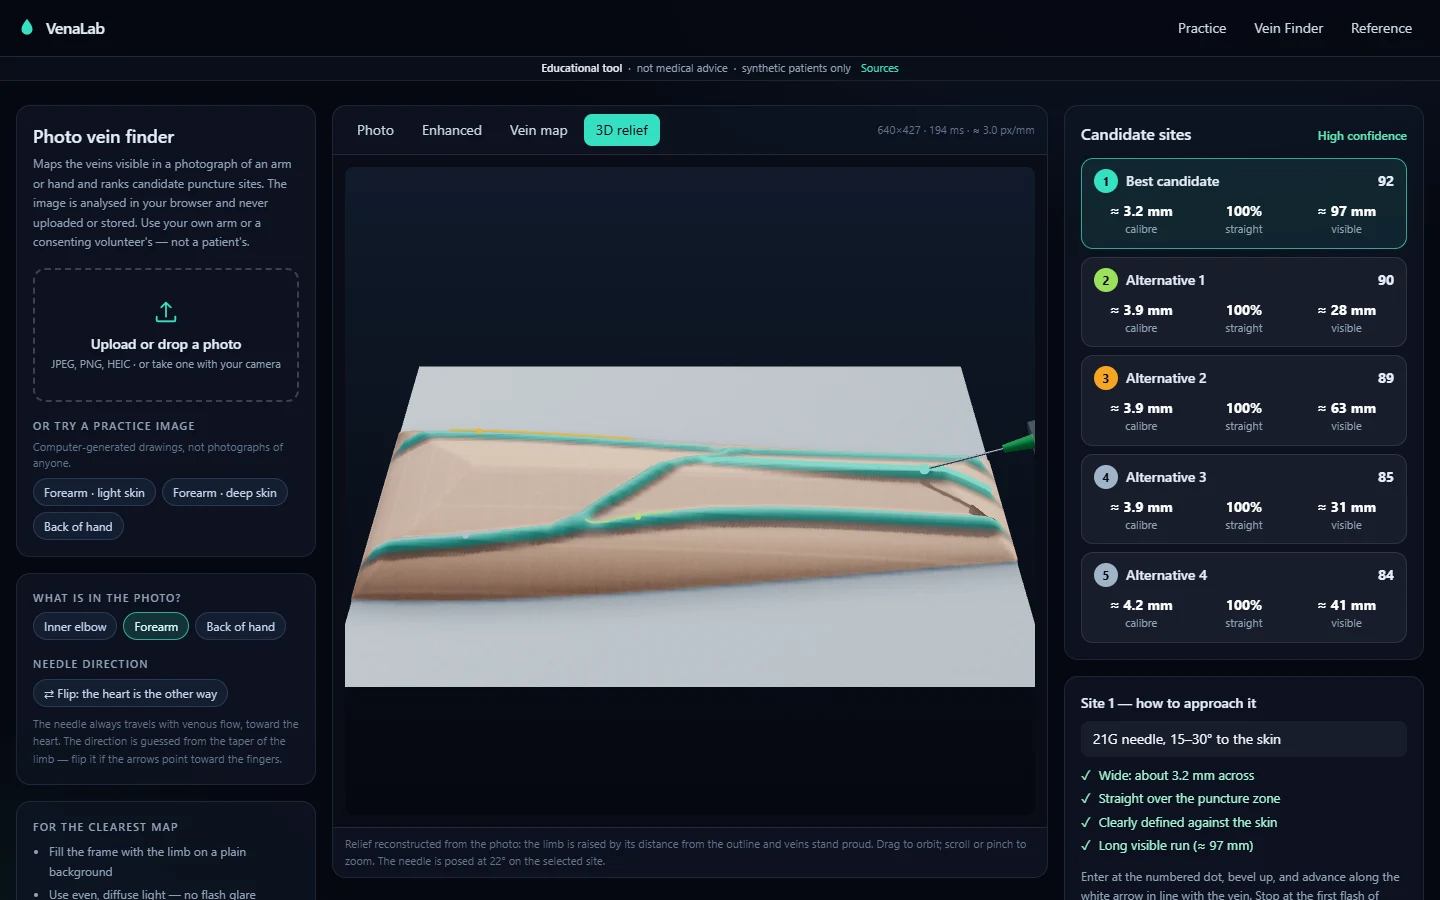 VenaLab
Practice
Vein Finder
Reference
Educational tool · not medical advice · synthetic patients only Sources
Photo vein finder
Maps the veins visible in a photograph of an arm
or hand and ranks candidate puncture sites. The
image is analysed in your browser and never
uploaded or stored. Use your own arm or a
consenting volunteer's — not a patient's.
Upload or drop a photo
JPEG, PNG, HEIC · or take one with your camera
OR TRY A PRACTICE IMAGE
Computer-generated drawings, not photographs of
anyone.
Forearm · light skin
Forearm · deep skin
Back of hand
WHAT IS IN THE PHOTO?
Inner elbow
Forearm
Back of hand
NEEDLE DIRECTION
⇄ Flip: the heart is the other way
The needle always travels with venous flow, toward the
heart. The direction is guessed from the taper of the
limb — flip it if the arrows point toward the fingers.
FOR THE CLEAREST MAP
• Fill the frame with the limb on a plain
background
• Use even, diffuse light — no flash glare
Photo
Enhanced
Vein map
3D relief
640×427 · 194 ms · ≈ 3.0 px/mm
Relief reconstructed from the photo: the limb is raised by its distance from the outline and veins stand proud. Drag to orbit; scroll or pinch to
zoom. The needle is posed at 22° on the selected site.
Candidate sites
High confidence
1 Best candidate 92
≈ 3.2 mm 100% ≈ 97 mm
calibre straight visible
2 Alternative 1 90
≈ 3.9 mm 100% ≈ 28 mm
calibre straight visible
3 Alternative 2 89
≈ 3.9 mm 100% ≈ 63 mm
calibre straight visible
4 Alternative 3 85
≈ 3.9 mm 100% ≈ 31 mm
calibre straight visible
5 Alternative 4 84
≈ 4.2 mm 100% ≈ 41 mm
calibre straight visible
Site 1 — how to approach it
21G needle, 15–30° to the skin
✓ Wide: about 3.2 mm across
✓ Straight over the puncture zone
✓ Clearly defined against the skin
✓ Long visible run (≈ 97 mm)
Enter at the numbered dot, bevel up, and advance along the
white arrow in line with the vein. Stop at the first flash of